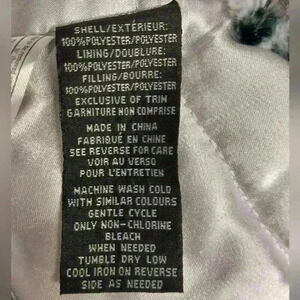 SHELL/EXTÉRIEUR:
100%POLYESTER/POLYESTER
LINING/DOUBLURE:
100%POLYESTER/POLYESTER
FILLING/BOURRE:
100%POLYESTER/POLYESTER
EXCLUSIVE OF TRIM
GARNITURE NON COMPRISE
MADE IN CHINA
FABRIQUÉ EN CHINE
SEE REVERSE FOR CARE
VOIR AU VERSO
POUR L'ENTRETIEN
MACHINE WASH COLD
WITH SIMILAR COLOURS
GENTLE CYCLE
ONLY NON-CHLORINE
BLEACH
WHEN NEEDED
TUMBLE DRY LOW
COOL IRON ON REVERSE
SIDE AS NEEDED